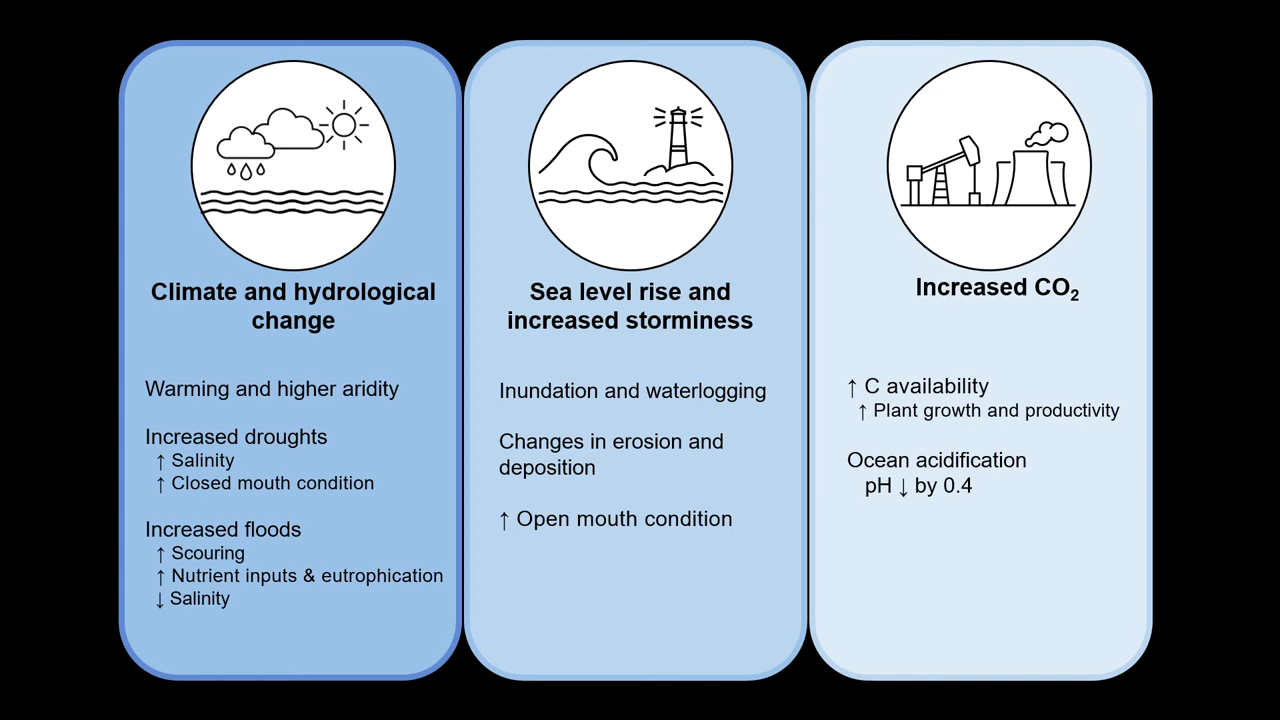 Climate and hydrological
change
Warming and higher aridity
Increased droughts
↑ Salinity
↑ Closed mouth condition
Increased floods
↑ Scouring
↑ Nutrient inputs & eutrophication
↓ Salinity
Sea level rise and
increased storminess
Inundation and waterlogging
Changes in erosion and
deposition
↑ Open mouth condition
Increased CO₂
↑ C availability
↑ Plant growth and productivity
Ocean acidification
pH ↓ by 0.4